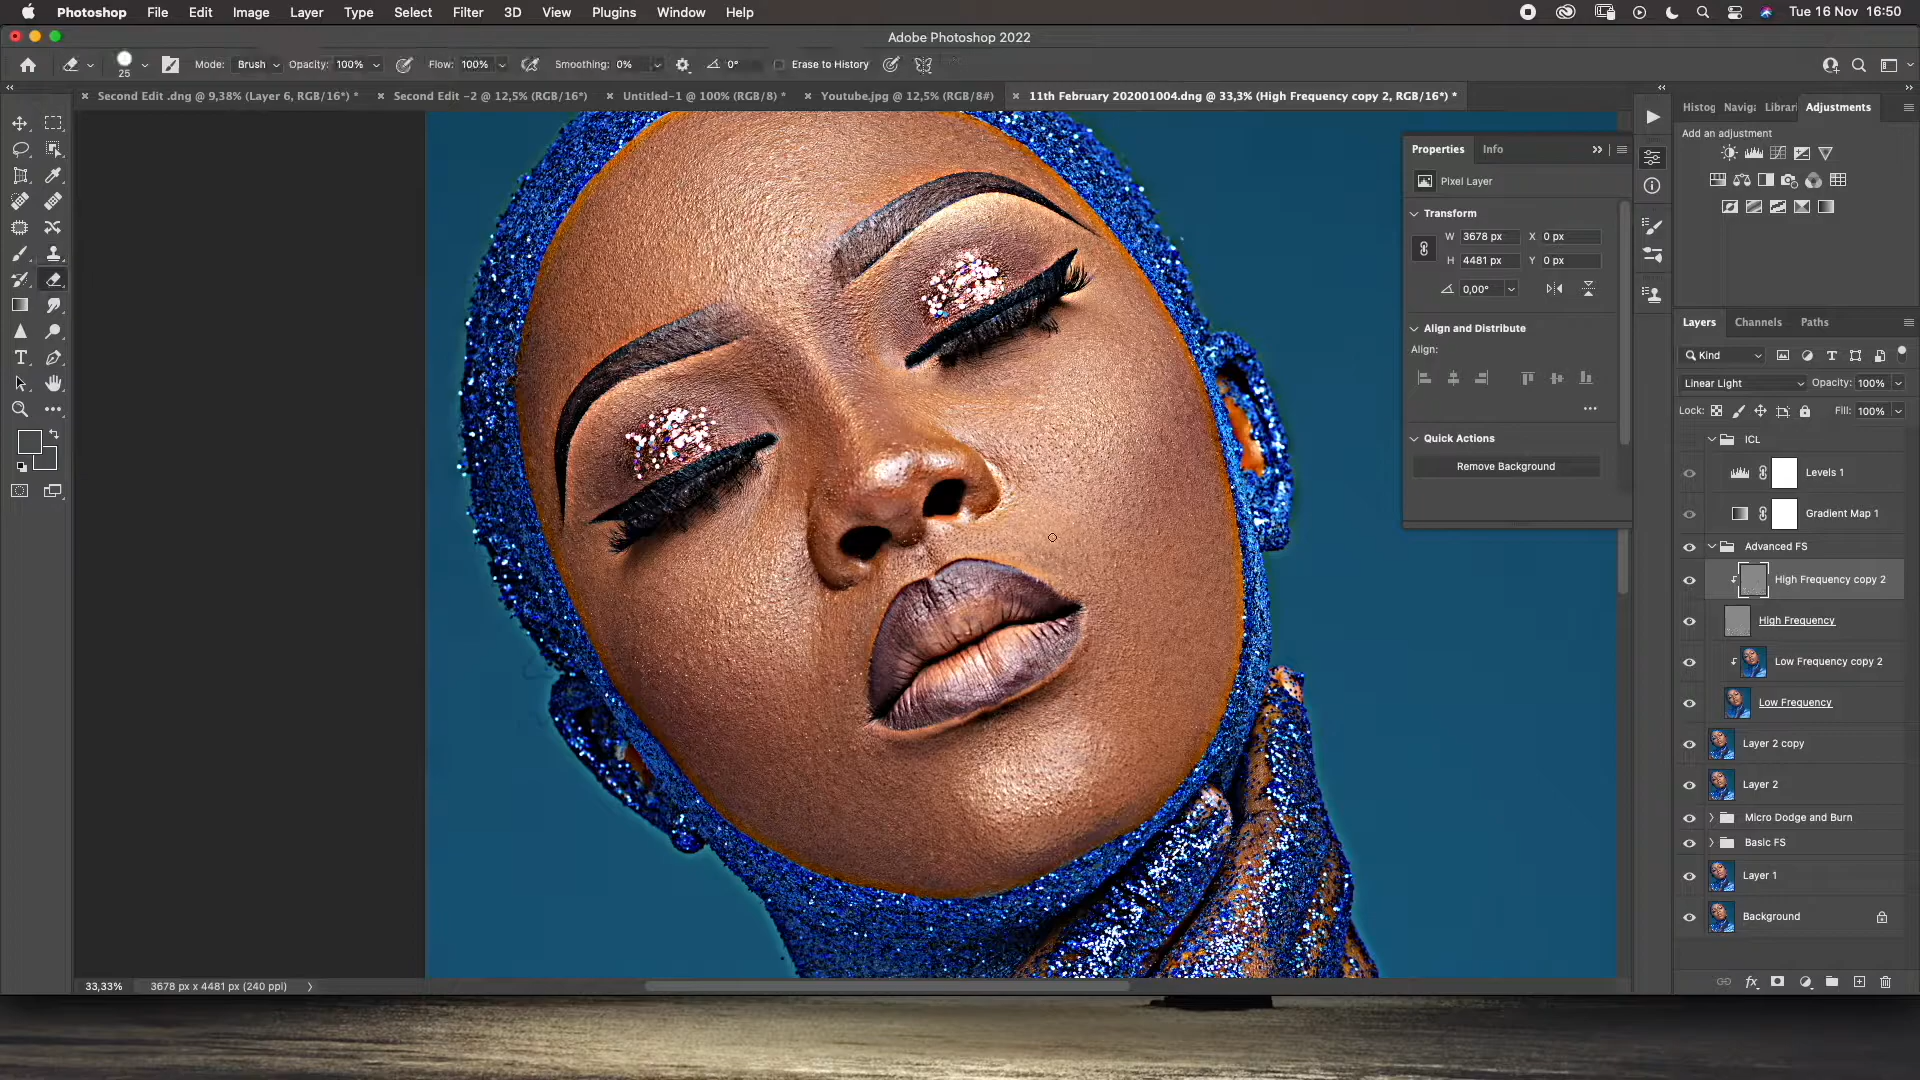 Photoshop File Edit Image Layer Type Select Filter 3D View Plugins Window Help Tue 16 Nov 16:50
Adobe Photoshop 2022
25 Mode: Brush Opacity: 100% Flow: 100% Smoothing: 0% 0° Erase to History
Second Edit .dng @ 9,38% (Layer 6, RGB/16*) * Second Edit -2 @ 12,5% (RGB/16*) Untitled-1 @ 100% (RGB/8) * Youtube.jpg @ 12,5% (RGB/8#) 11th February 202001004.dng @ 33,3% (High Frequency copy 2, RGB/16*) *
Histog Naviga Librari Adjustments
Add an adjustment
Properties Info
Pixel Layer
Transform
W 3678 px X 0 px
H 4481 px Y 0 px
0,00°
Align and Distribute
Align:
Quick Actions
Remove Background
Layers Channels Paths
Kind
Linear Light Opacity: 100%
Lock: Fill: 100%
ICL
Levels 1
Gradient Map 1
Advanced FS
High Frequency copy 2
High Frequency
Low Frequency copy 2
Low Frequency
Layer 2 copy
Layer 2
Micro Dodge and Burn
Basic FS
Layer 1
Background
33,33% 3678 px x 4481 px (240 ppi)